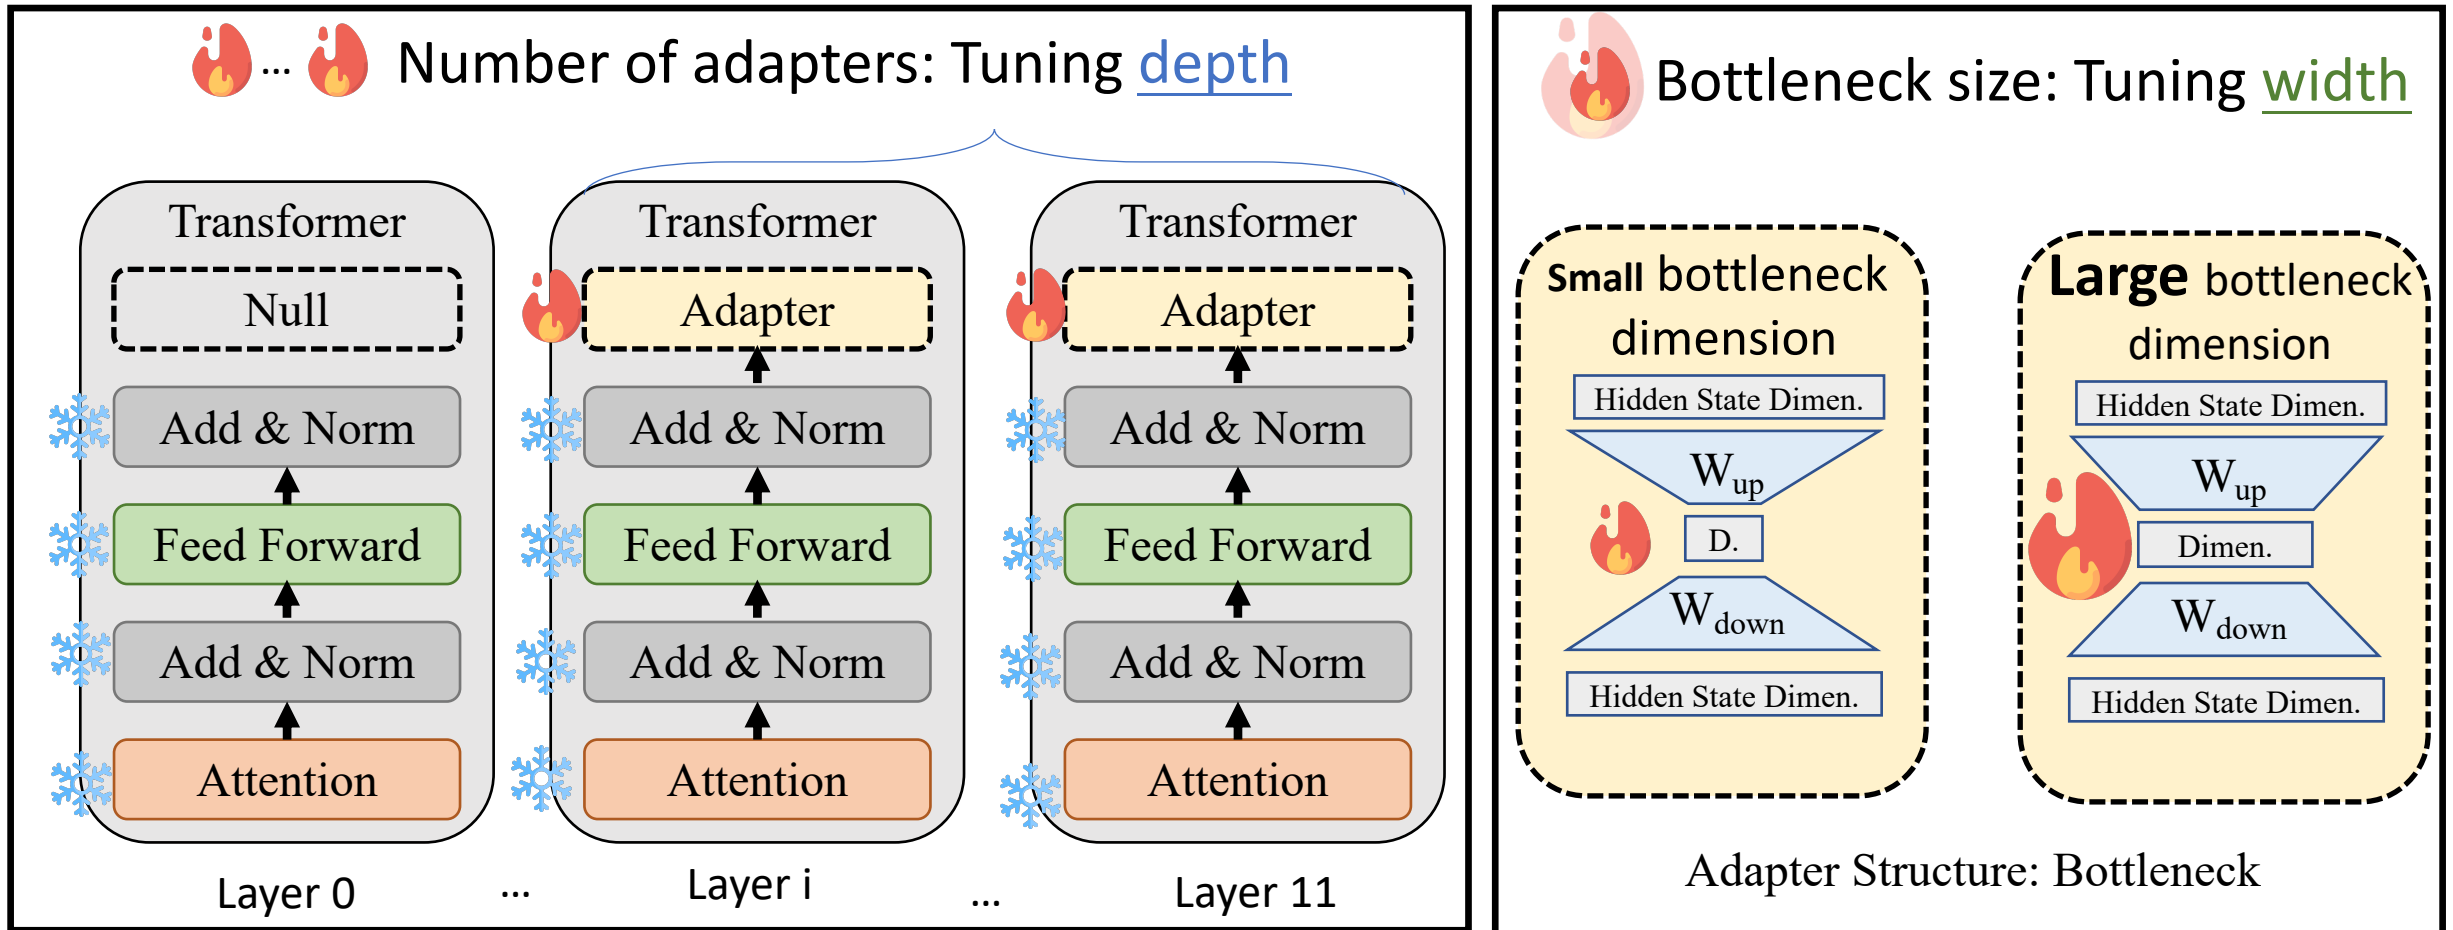 ... Number of adapters: Tuning depth
Transformer
Null
Add & Norm
Feed Forward
Add & Norm
Attention
Layer 0
...
Transformer
Adapter
Add & Norm
Feed Forward
Add & Norm
Attention
Layer i
...
Transformer
Adapter
Add & Norm
Feed Forward
Add & Norm
Attention
Layer 11
Bottleneck size: Tuning width
Small bottleneck
dimension
Hidden State Dimen.
Wup
D.
Wdown
Hidden State Dimen.
Large bottleneck
dimension
Hidden State Dimen.
Wup
Dimen.
Wdown
Hidden State Dimen.
Adapter Structure: Bottleneck